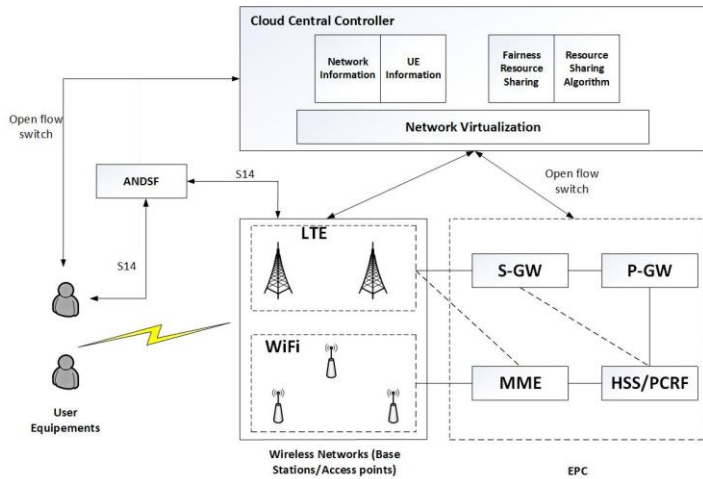 Cloud Central Controller
Network
Information
UE
Information
Fairness
Resource
Sharing
Resource
Sharing
Algorithm
Network Virtualization
Open flow
switch
ANDSF
S14
Open flow
switch
S14
LTE
WiFi
S-GW
P-GW
MME
HSS/PCRF
User
Equipements
Wireless Networks (Base
Stations/Access points)
EPC